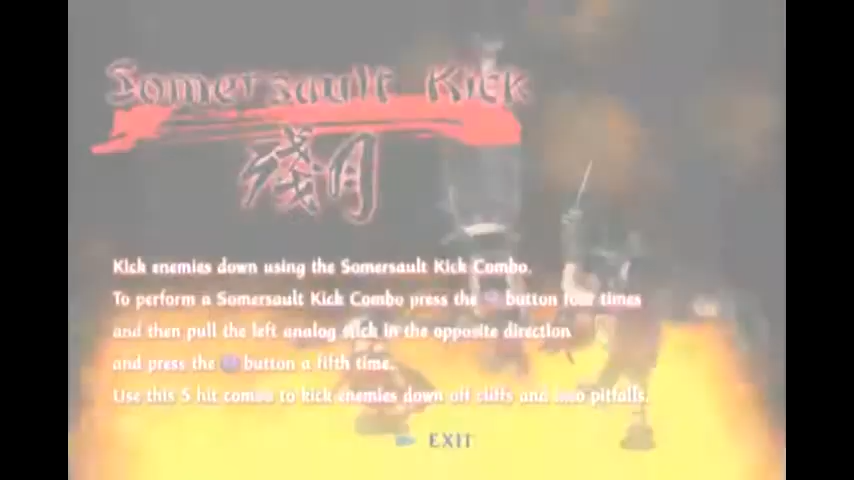 Somersault Kick
残月
Kick enemies down using the Somersault Kick Combo.
To perform a Somersault Kick Combo press the button four times
and then pull the left analog stick in the opposite direction
and press the button a fifth time.
Use this 5 hit combo to kick enemies down off cliffs and into pitfalls.
EXIT